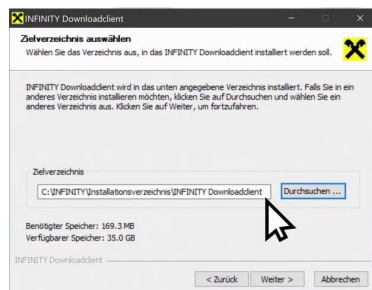 INFINITY Downloadclient
Zielverzeichnis auswählen
Wählen Sie das Verzeichnis aus, in das INFINITY Downloaddient installiert werden soll.
INFINITY Downloadclient wird in das unten angegebene Verzeichnis installiert. Falls Sie in ein
anderes Verzeichnis installieren möchten, klicken Sie auf Durchsuchen und wählen Sie ein
anderes Verzeichnis aus. Klicken Sie auf Weiter, um fortzufahren.
Zielverzeichnis
C:\INFINITY\Installationsverzeichnis\INFINITY Downloadclient
Durchsuchen ...
Benötigter Speicher: 169.3 MB
Verfügbarer Speicher: 35.0 GB
INFINITY Downloadclient
< Zurück
Weiter >
Abbrechen